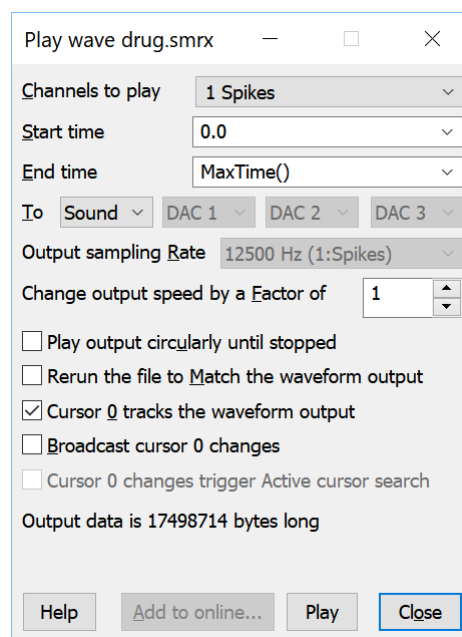 Play wave drug.smrx
Channels to play 1 Spikes
Start time 0.0
End time MaxTime()
To Sound DAC 1 DAC 2 DAC 3
Output sampling Rate 12500 Hz (1:Spikes)
Change output speed by a Factor of 1
Play output circularly until stopped
Rerun the file to Match the waveform output
Cursor 0 tracks the waveform output
Broadcast cursor 0 changes
Cursor 0 changes trigger Active cursor search
Output data is 17498714 bytes long
Help Add to online... Play Close